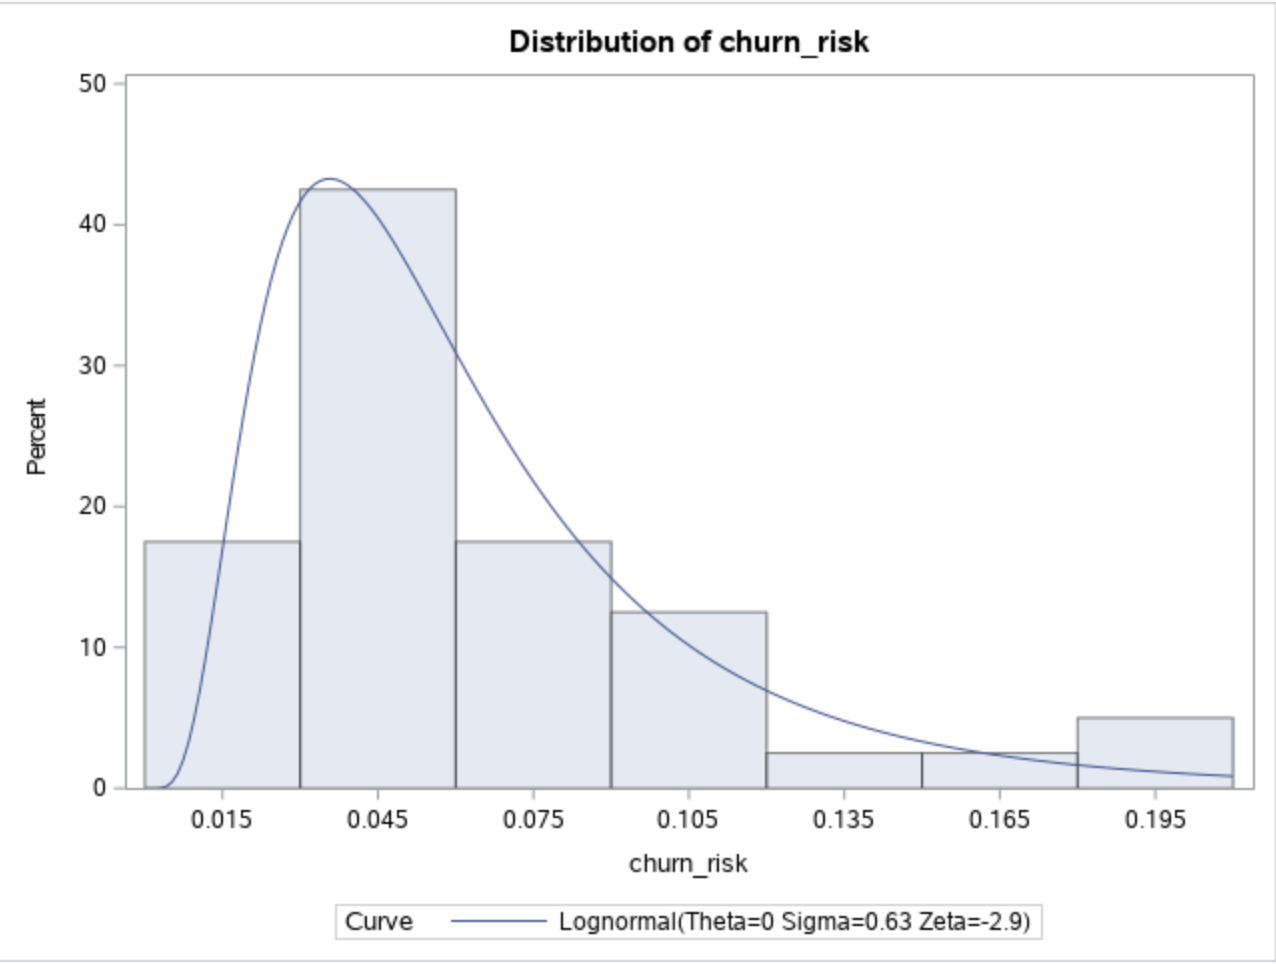 Distribution of churn_risk
50
40
30
20
10
0
Percent
0.015 0.045 0.075 0.105 0.135 0.165 0.195
churn_risk
Curve Lognormal(Theta=0 Sigma=0.63 Zeta=-2.9)